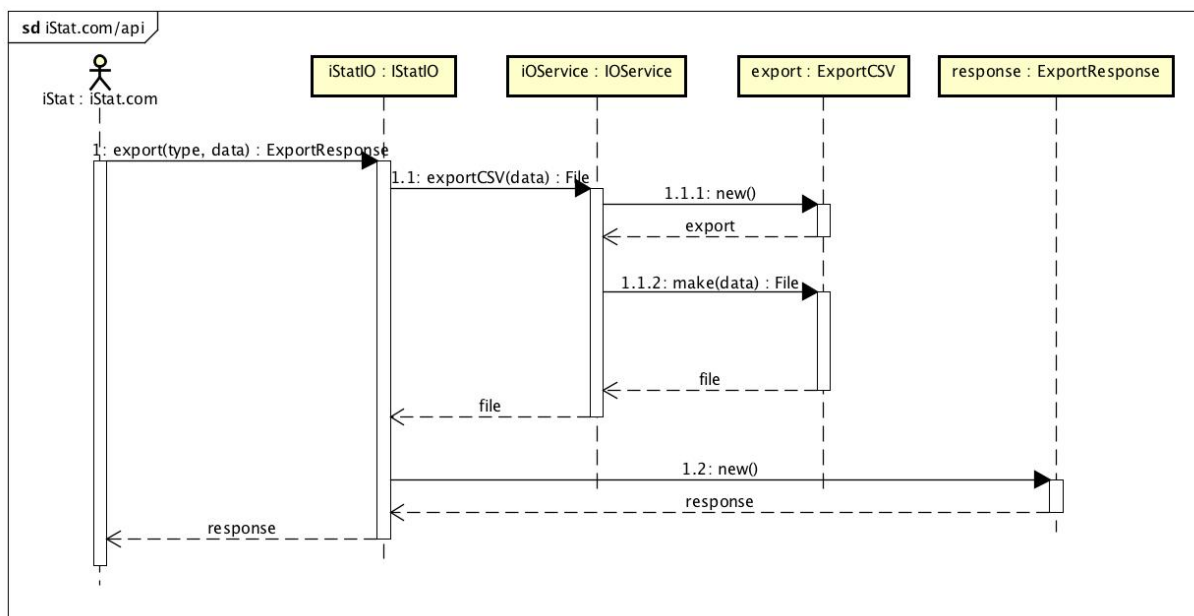 sd iStat.com/api
iStat : iStat.com
iStatIO : IStatIO
iOService : IOService
export : ExportCSV
response : ExportResponse
1: export(type, data) : ExportResponse
1.1: exportCSV(data) : File
1.1.1: new()
export
1.1.2: make(data) : File
file
file
1.2: new()
response
response